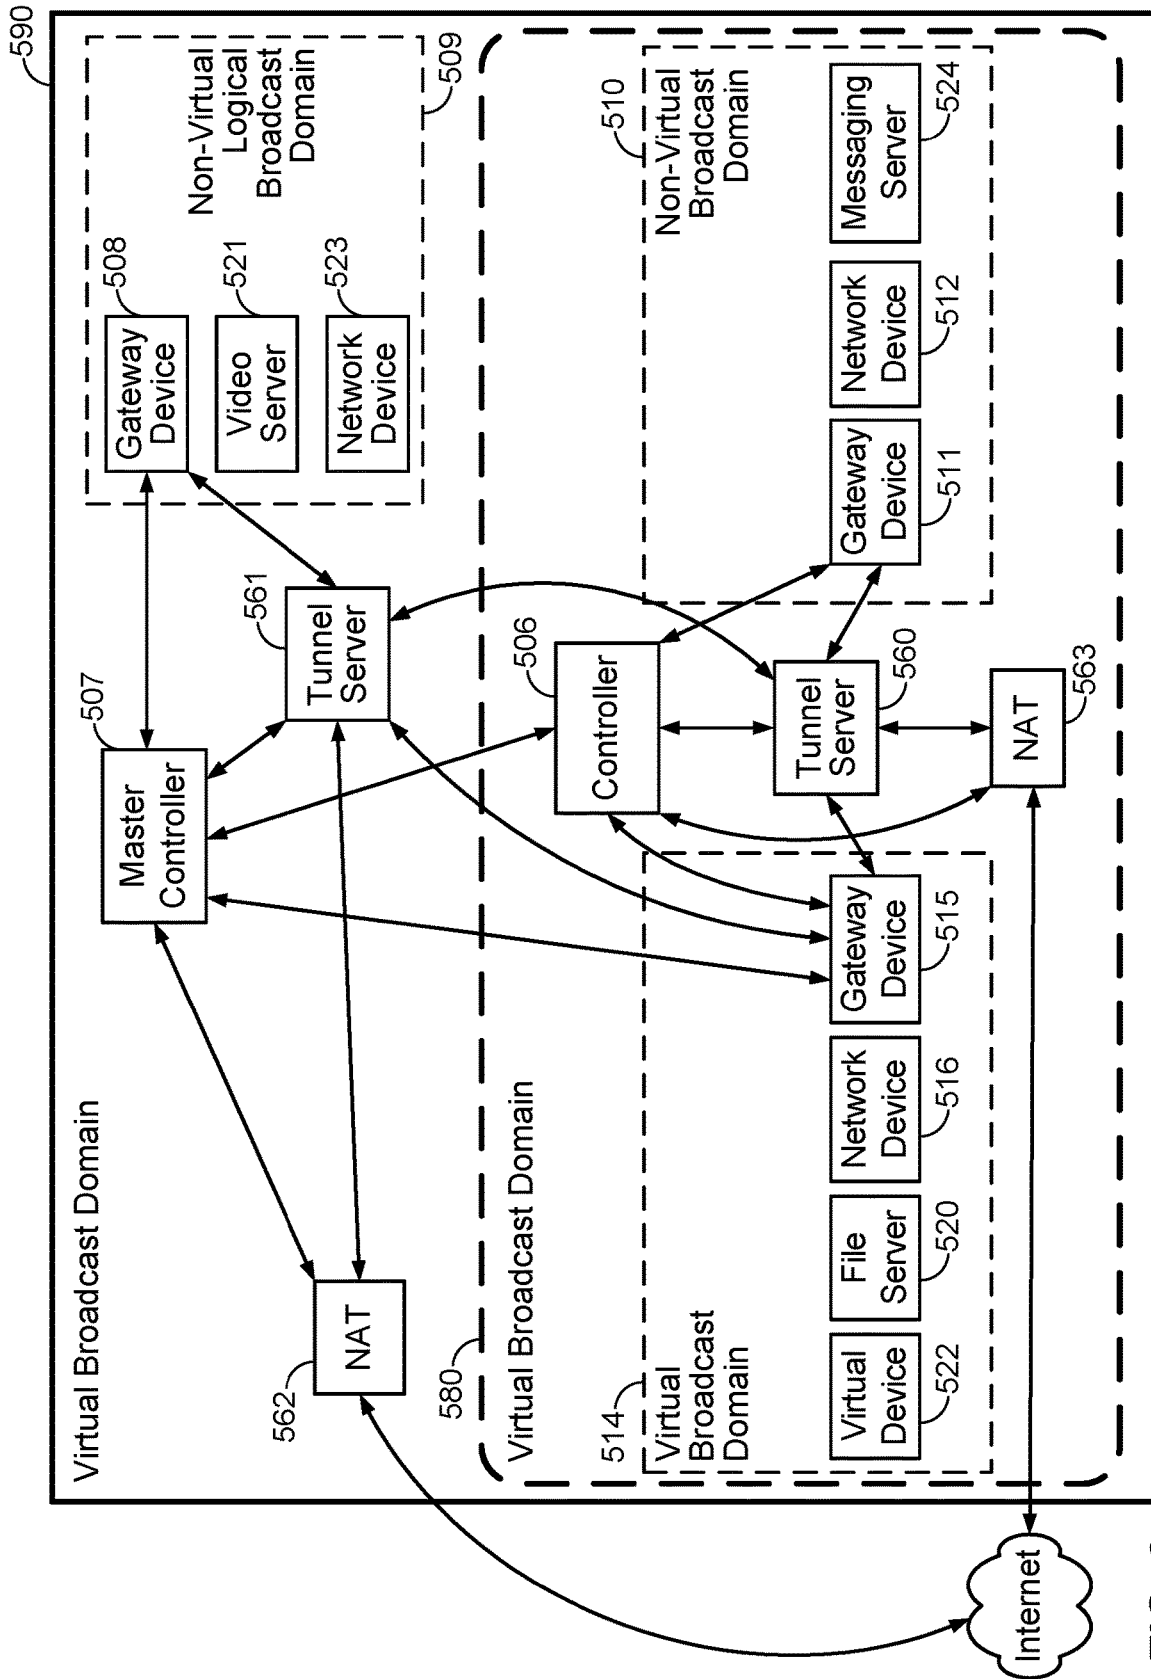 590
Virtual Broadcast Domain
Non-Virtual
Logical
Broadcast
Domain
509
507
Master
Controller
508
Gateway
Device
521
Video
Server
523
Network
Device
561
Tunnel
Server
562
NAT
580
Virtual Broadcast Domain
506
Controller
510
Non-Virtual
Broadcast
Domain
514
Virtual
Broadcast
Domain
Virtual
Device
522
File
Server
520
Network
Device
516
Gateway
Device
515
Tunnel
Server
560
Gateway
Device
511
Network
Device
512
Messaging
Server
524
NAT
563
Internet